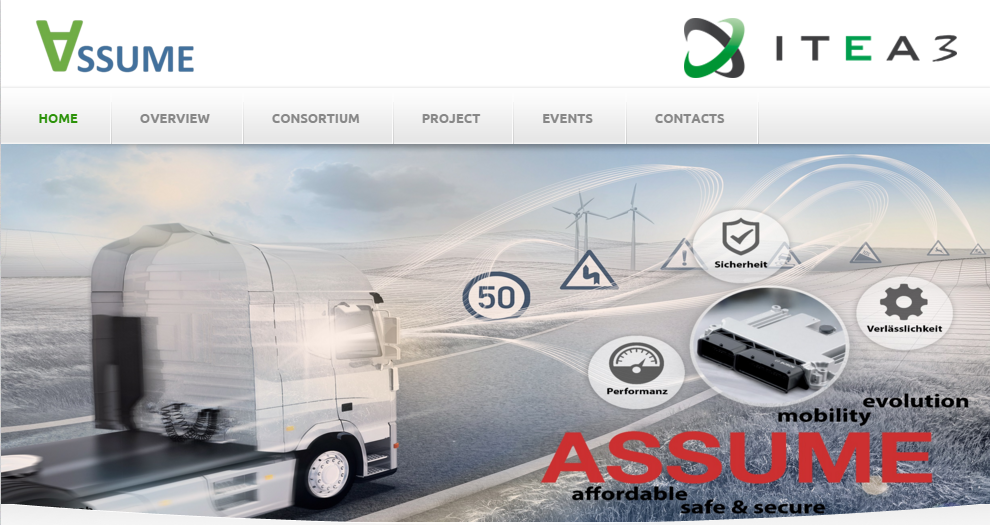 ASSUME
ITEA3
HOME OVERVIEW CONSORTIUM PROJECT EVENTS CONTACTS
Sicherheit
50
Verlässlichkeit
Performanz
evolution
mobility
ASSUME
affordable
safe & secure